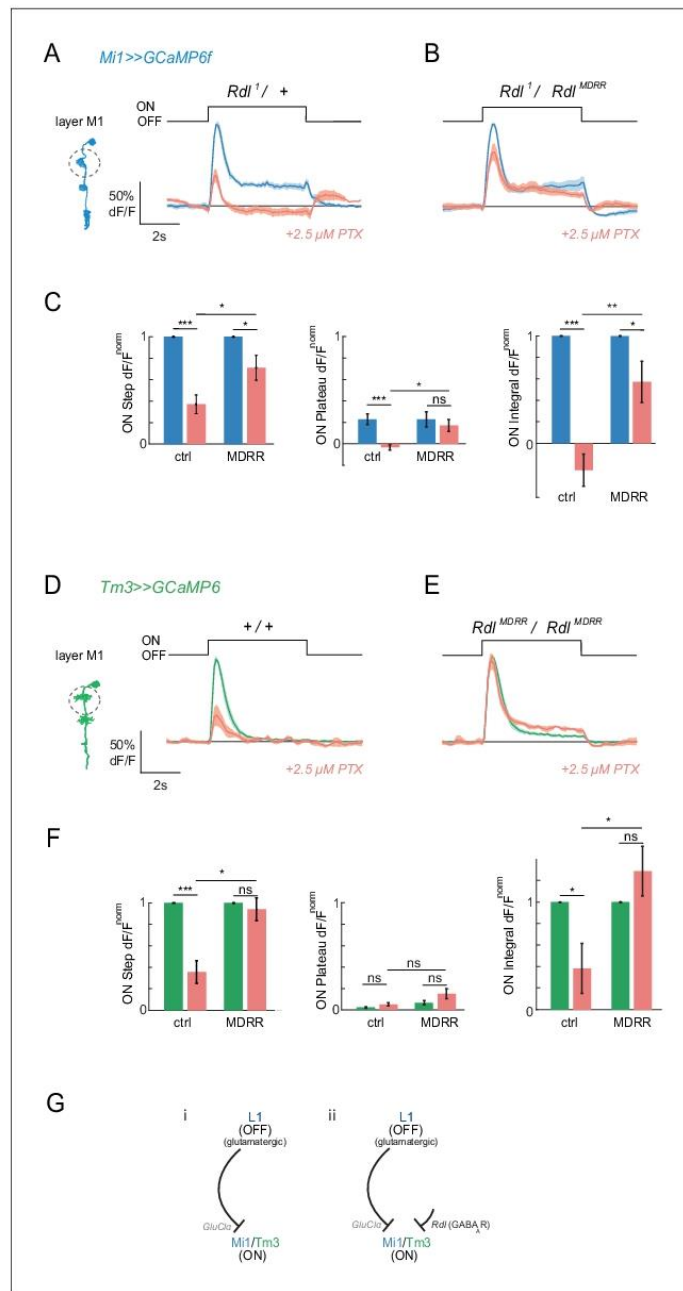 A
Mi1>>GCaMP6f
B
Rdl 1 / +
Rdl 1 / Rdl MDRR
ON
OFF
layer M1
50%
dF/F
2s
+2.5 µM PTX
+2.5 µM PTX
C
ON Step dF/F norm
1
0
***
*
*
ctrl
MDRR
ON Plateau dF/F norm
1
0
***
*
ns
ctrl
MDRR
ON Integral dF/F norm
1
0
***
**
*
ctrl
MDRR
D
Tm3>>GCaMP6
E
+ / +
Rdl MDRR / Rdl MDRR
ON
OFF
layer M1
50%
dF/F
2s
+2.5 µM PTX
+2.5 µM PTX
F
ON Step dF/F norm
1
0
***
*
ns
ctrl
MDRR
ON Plateau dF/F norm
1
0
ns
ns
ns
ctrl
MDRR
ON Integral dF/F norm
1
0
*
*
ns
ctrl
MDRR
G
i
L1
(OFF)
(glutamatergic)
GluClα
Mi1/Tm3
(ON)
ii
L1
(OFF)
(glutamatergic)
GluClα
Rdl (GABA A R)
Mi1/Tm3
(ON)